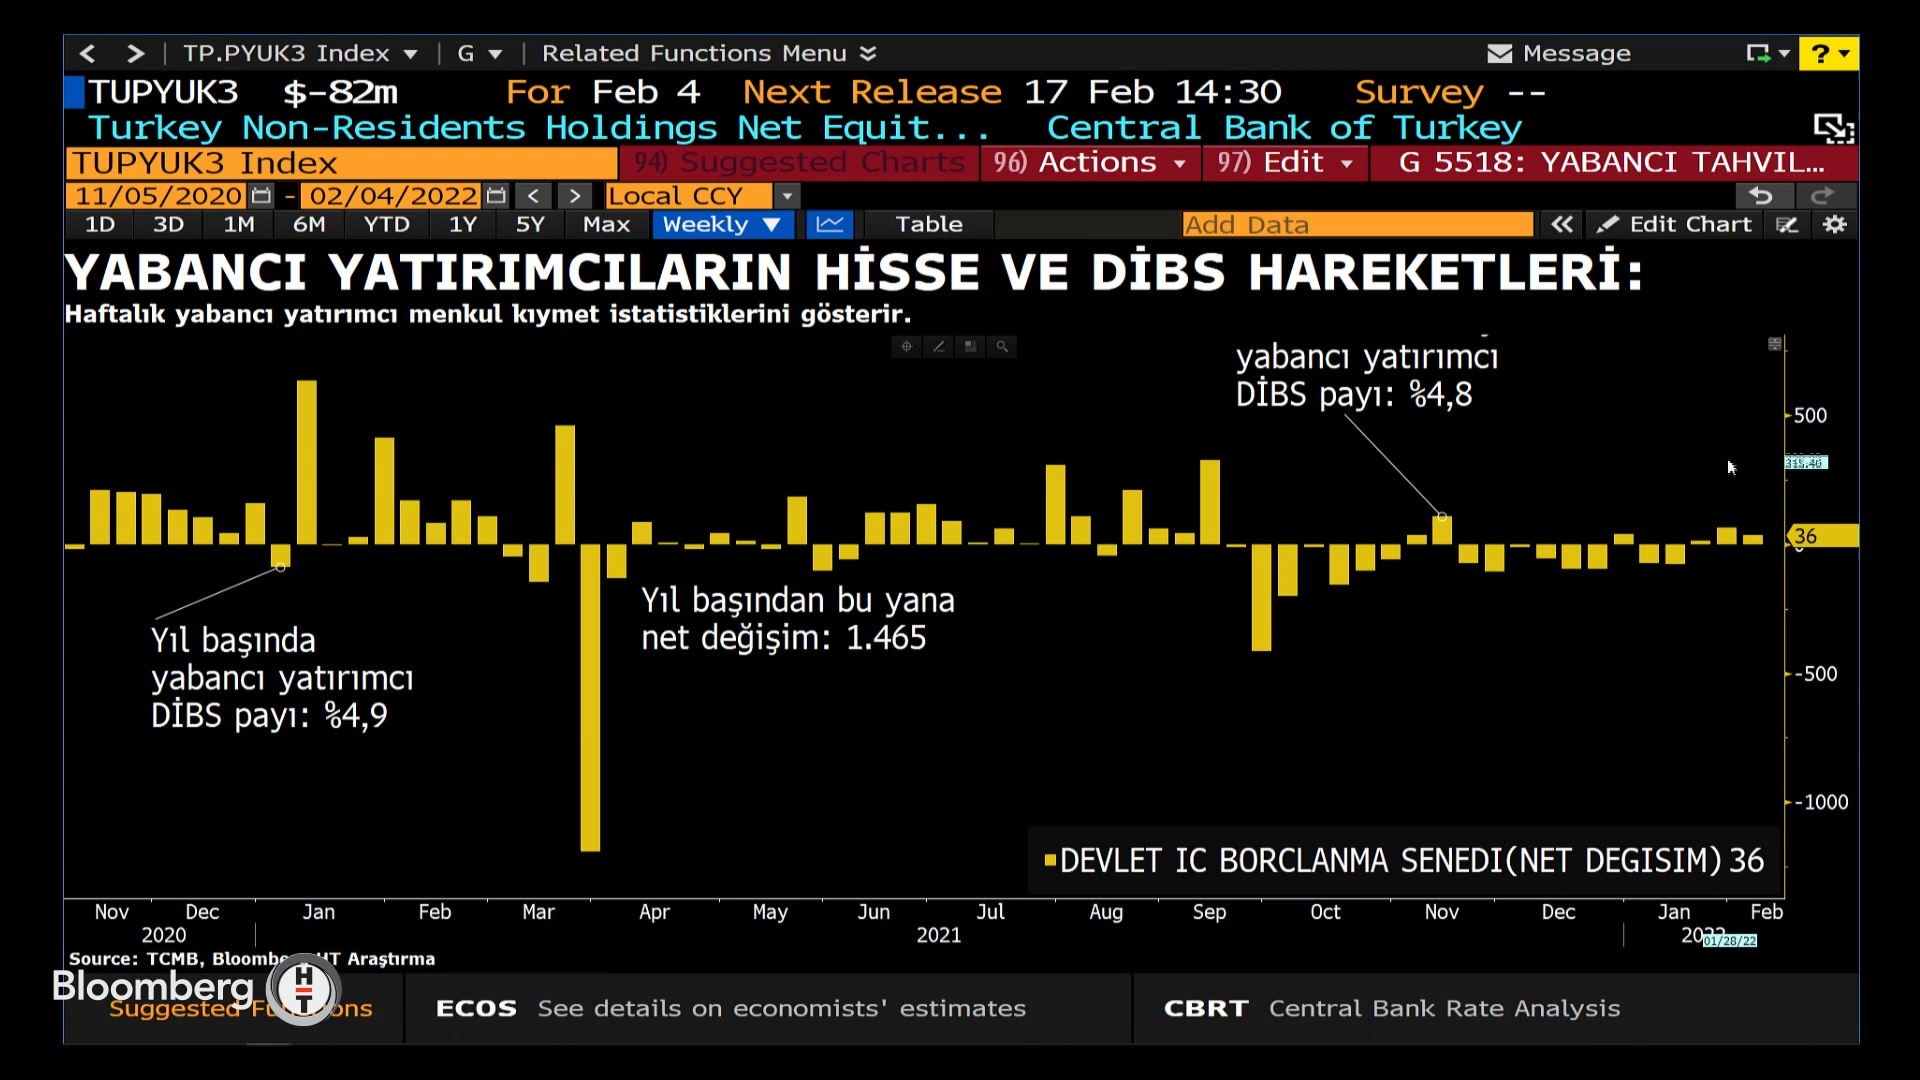 TP.PYUK3 Index G Related Functions Menu Message ?
TUPYUK3 $-82m For Feb 4 Next Release 17 Feb 14:30 Survey --
Turkey Non-Residents Holdings Net Equit... Central Bank of Turkey
TUPYUK3 Index 94) Suggested Charts 96) Actions 97) Edit G 5518: YABANCI TAHVIL...
11/05/2020 - 02/04/2022 < > Local CCY
1D 3D 1M 6M YTD 1Y 5Y Max Weekly Table Add Data Edit Chart
YABANCI YATIRIMCILARIN HİSSE VE DİBS HAREKETLERİ:
Haftalık yabancı yatırımcı menkul kıymet istatistiklerini gösterir.
yabancı yatırımcı
DİBS payı: %4,8
500
36
-500
-1000
Yıl başından bu yana
net değişim: 1.465
Yıl başında
yabancı yatırımcı
DİBS payı: %4,9
DEVLET IC BORCLANMA SENEDI(NET DEGISIM) 36
Nov Dec Jan Feb Mar Apr May Jun Jul Aug Sep Oct Nov Dec Jan Feb
2020 2021
01/28/22
Source: TCMB, Bloomberg HT Araştırma
Bloomberg HT
Suggested Functions ECOS See details on economists' estimates CBRT Central Bank Rate Analysis